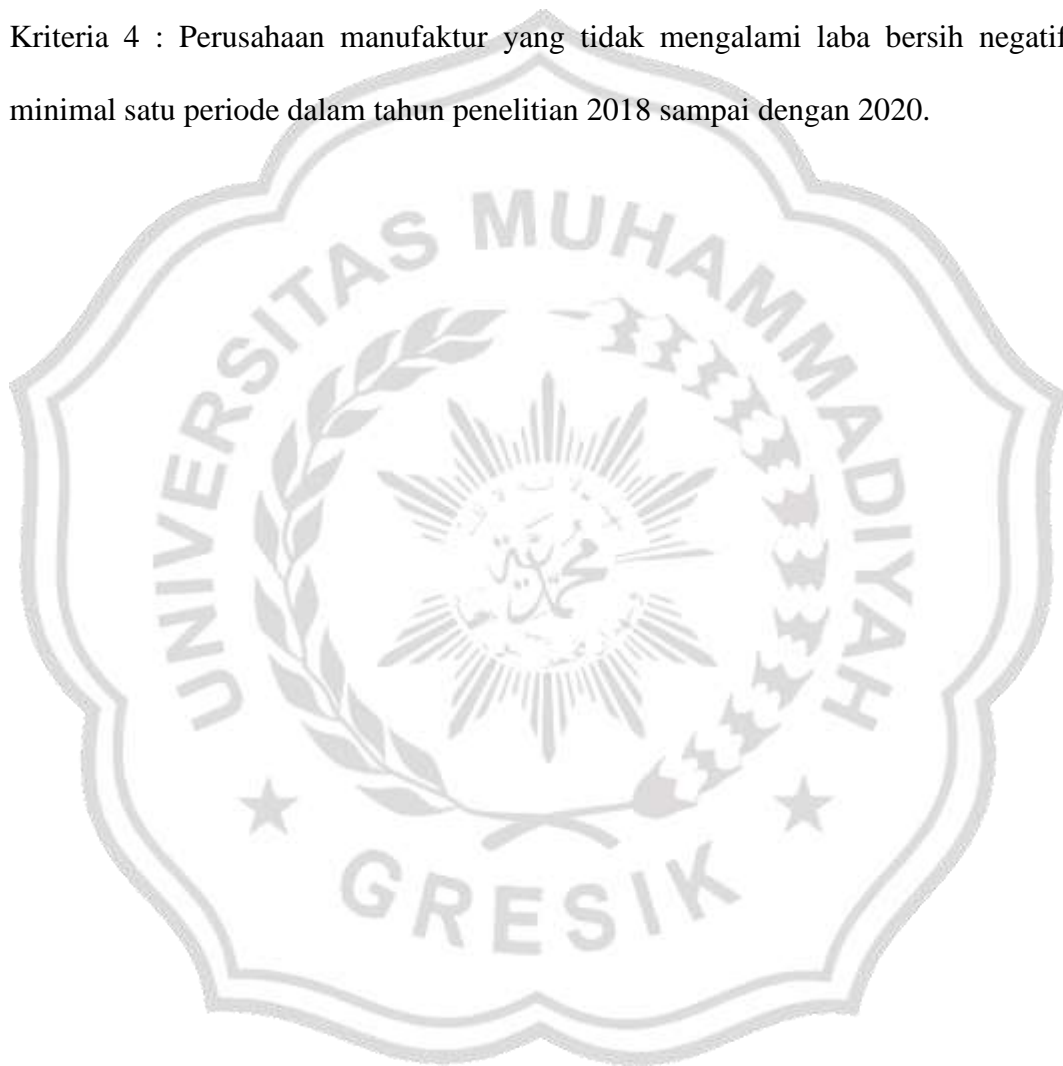 Kriteria 4 : Perusahaan manufaktur yang tidak mengalami laba bersih negatif
minimal satu periode dalam tahun penelitian 2018 sampai dengan 2020.
UNIVERSITAS MUHAMMADIYAH
GRESIK